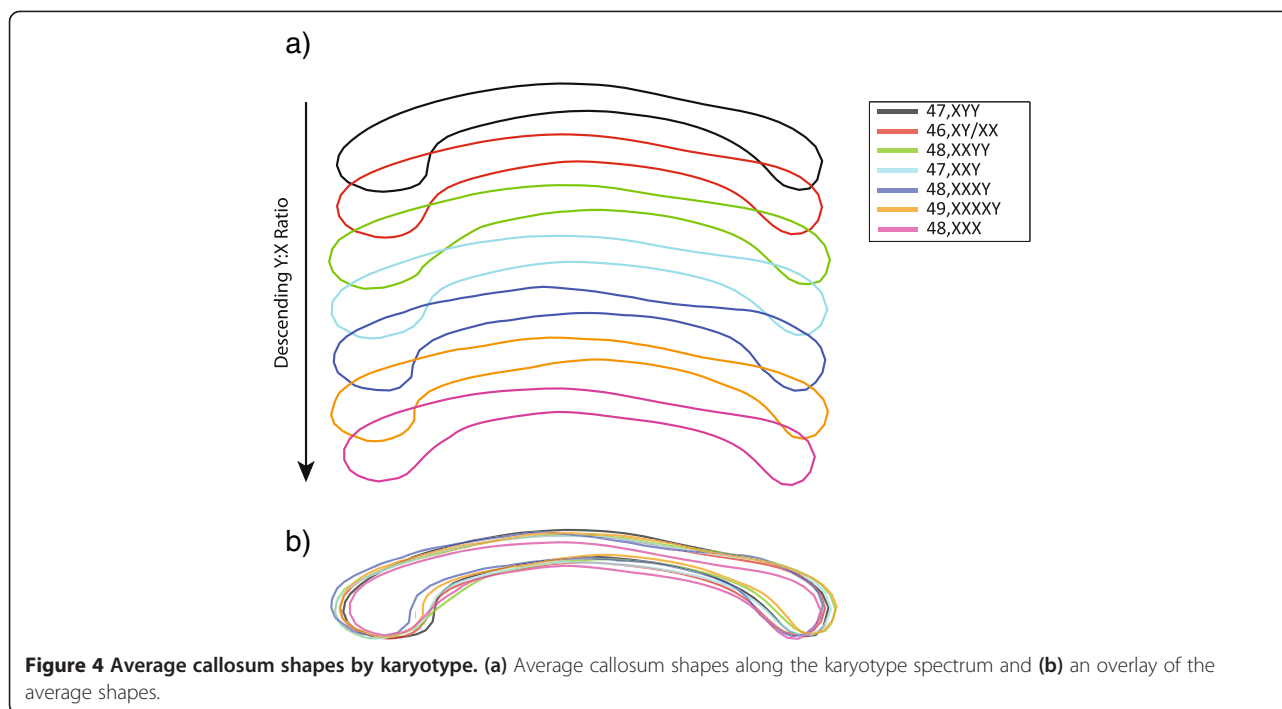 a)
Descending Y:X Ratio
47,XYY
46,XY/XX
48,XXYY
47,XXY
48,XXXY
49,XXXXY
48,XXX
b)
Figure 4 Average callosum shapes by karyotype. (a) Average callosum shapes along the karyotype spectrum and (b) an overlay of the
average shapes.